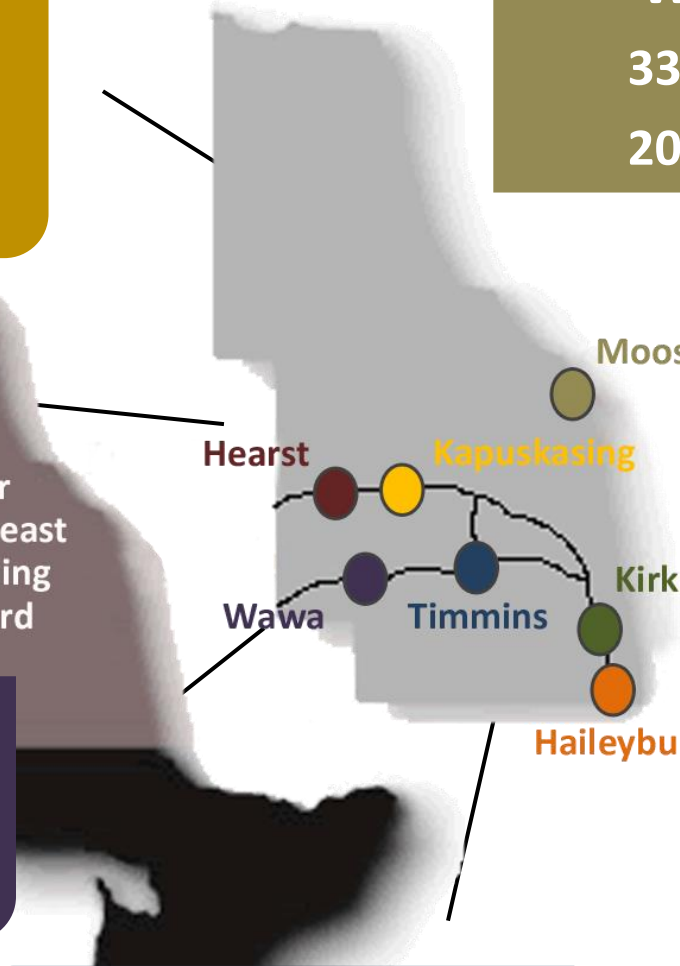 33
20
Moos
Hearst
Kapuskasing
r
east
ing
rd
Kirk
Wawa
Timmins
Haileybu